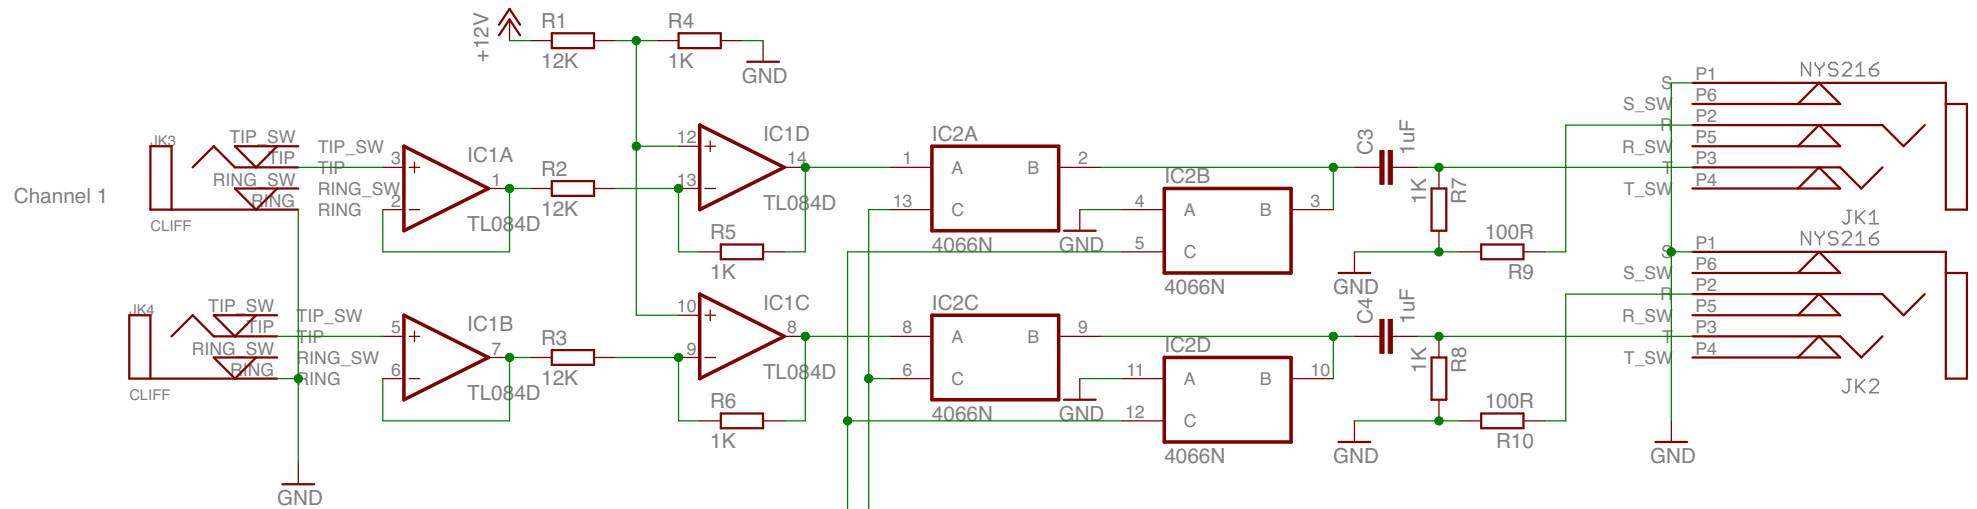 +12V
R1
12K
R4
1K
GND
Channel 1
JK3
TIP_SW
TIP
RING_SW
RING
CLIFF
TIP_SW
TIP
RING_SW
RING
3
2
1
IC1A
TL084D
R2
12K
12
13
14
IC1D
TL084D
R5
1K
IC2A
1
A
B
2
13
C
4066N
GND
IC2B
4
A
B
3
5
C
4066N
C3
1uF
1K
R7
GND
100R
R9
NYS216
S
P1
S_SW
P6
R
P2
R_SW
P5
T
P3
T_SW
P4
JK1
JK4
TIP_SW
TIP
RING_SW
RING
CLIFF
TIP_SW
TIP
RING_SW
RING
GND
5
6
7
IC1B
TL084D
R3
12K
10
9
8
IC1C
TL084D
R6
1K
IC2C
8
A
B
9
6
C
4066N
GND
IC2D
11
A
B
10
12
C
4066N
C4
1uF
1K
R8
GND
100R
R10
NYS216
S
P1
S_SW
P6
R
P2
R_SW
P5
T
P3
T_SW
P4
JK2
GND